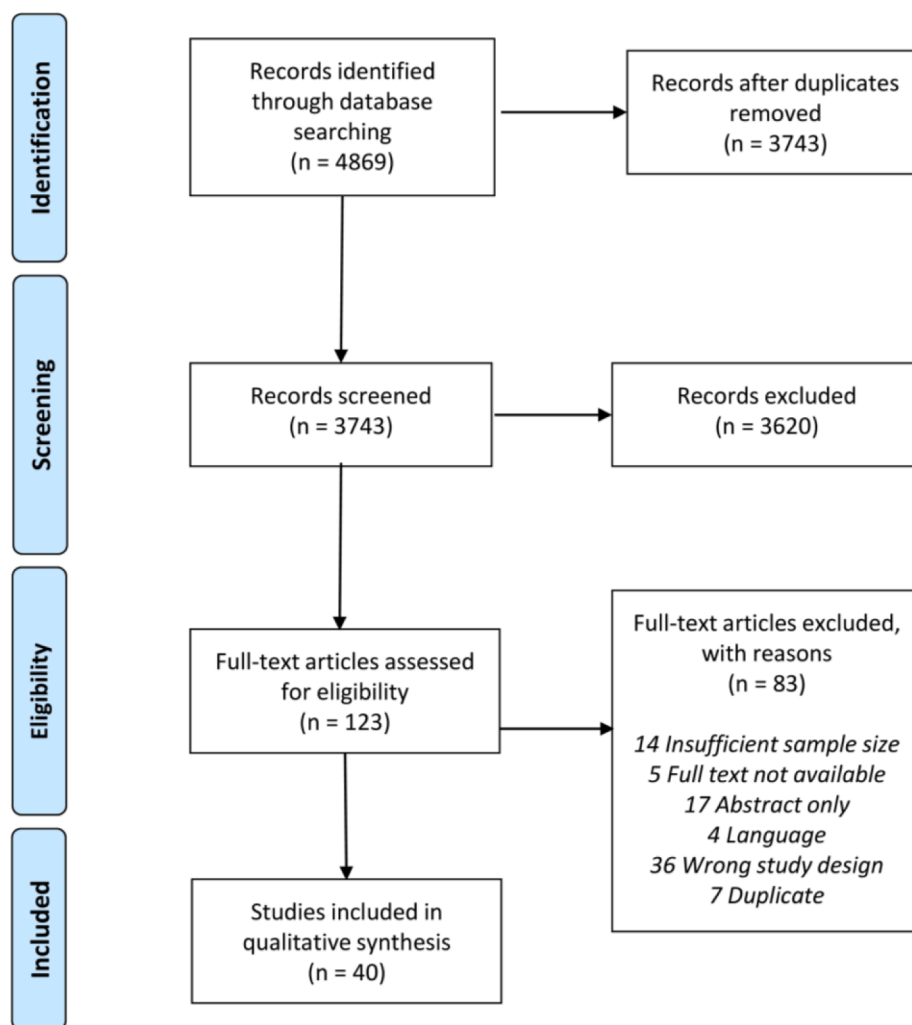 Identification
Records identified
through database
searching
(n = 4869)
Records after duplicates
removed
(n = 3743)
Screening
Records screened
(n = 3743)
Records excluded
(n = 3620)
Eligibility
Full-text articles assessed
for eligibility
(n = 123)
Full-text articles excluded,
with reasons
(n = 83)
14 Insufficient sample size
5 Full text not available
17 Abstract only
4 Language
36 Wrong study design
7 Duplicate
Included
Studies included in
qualitative synthesis
(n = 40)